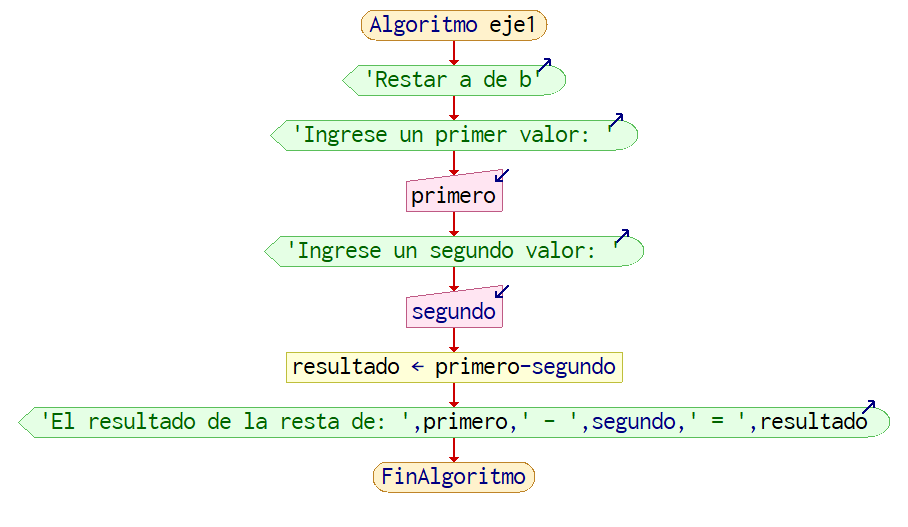 Algoritmo eje1
'Restar a de b'
'Ingrese un primer valor: '
primero
'Ingrese un segundo valor: '
segundo
resultado ← primero-segundo
'El resultado de la resta de: ',primero,' - ',segundo,' = ',resultado
FinAlgoritmo